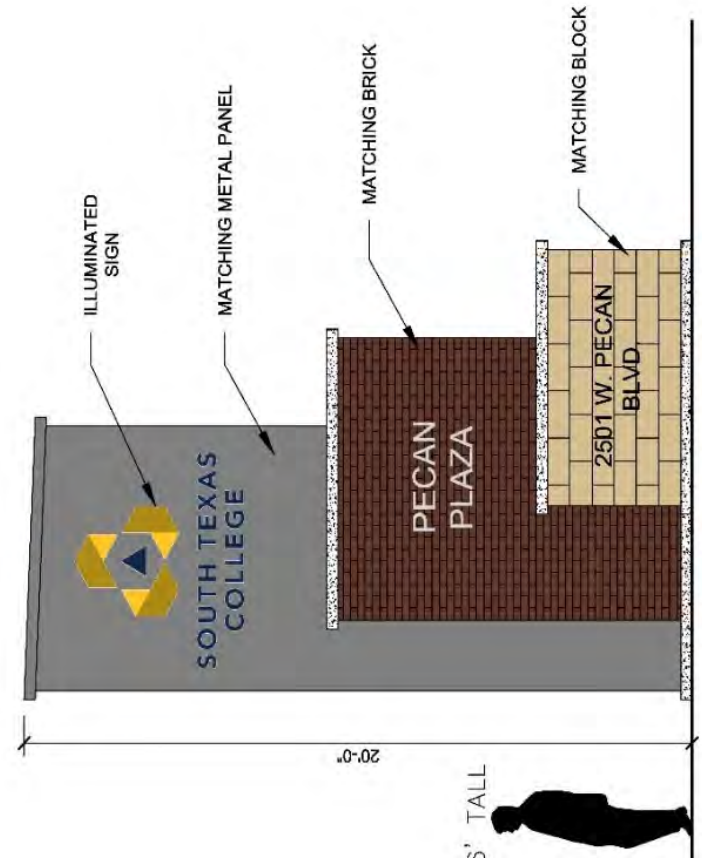 ILLUMINATED
SIGN
MATCHING METAL PANEL
MATCHING BRICK
MATCHING BLOCK
SOUTH TEXAS
COLLEGE
PECAN
PLAZA
2501 W. PECAN
BLVD
20'-0"
TALL